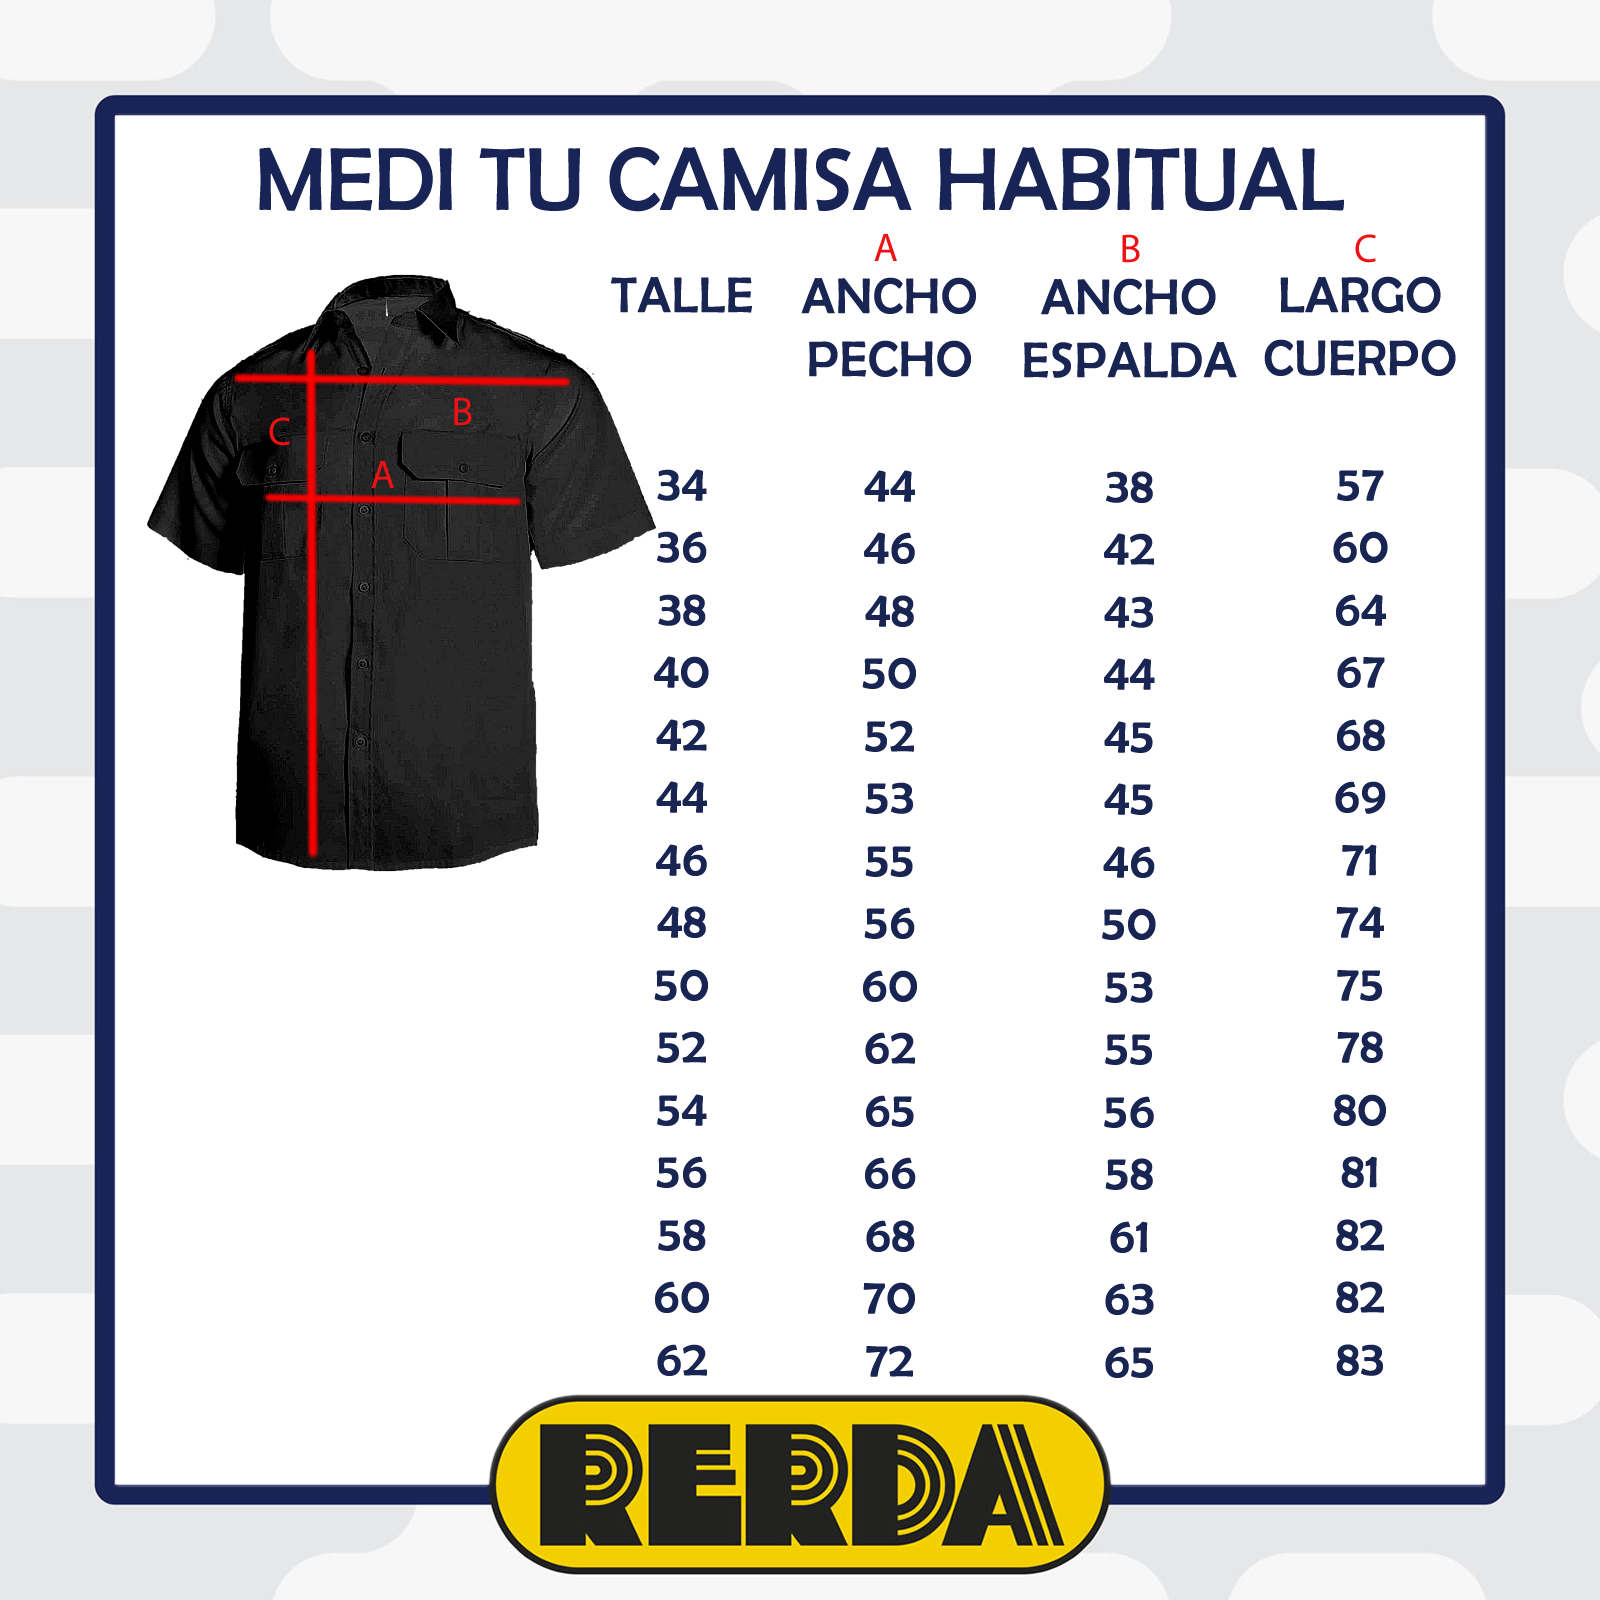 MEDI TU CAMISA HABITUAL
A B C
TALLE ANCHO ANCHO LARGO
PECHO ESPALDA CUERPO
B
C
A
34 44 38 57
36 46 42 60
38 48 43 64
40 50 44 67
42 52 45 68
44 53 45 69
46 55 46 71
48 56 50 74
50 60 53 75
52 62 55 78
54 65 56 80
56 66 58 81
58 68 61 82
60 70 63 82
62 72 65 83
RERDA